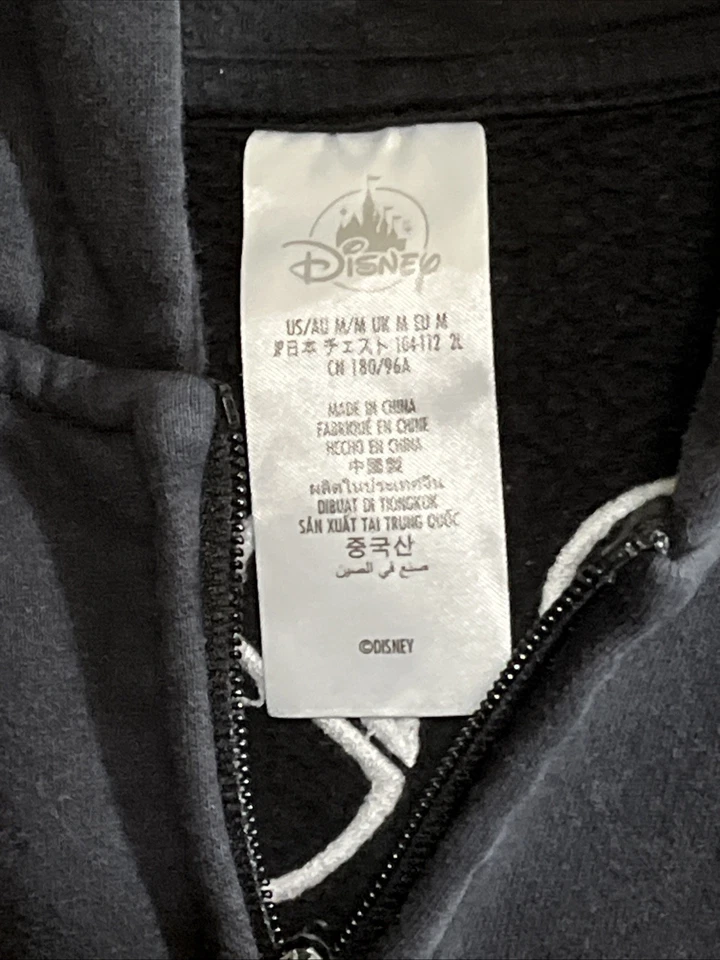 Disney
US/AU M/M UK M EU M
JP日本 チェスト 104-112 2L
CN 180/96A
MADE IN CHINA
FABRIQUÉ EN CHINE
HECHO EN CHINA
中國製
ผลิตในประเทศจีน
DIBUAT DI TIONGKOK
SẢN XUẤT TẠI TRUNG QUỐC
중국산
صنع في الصين
©DISNEY